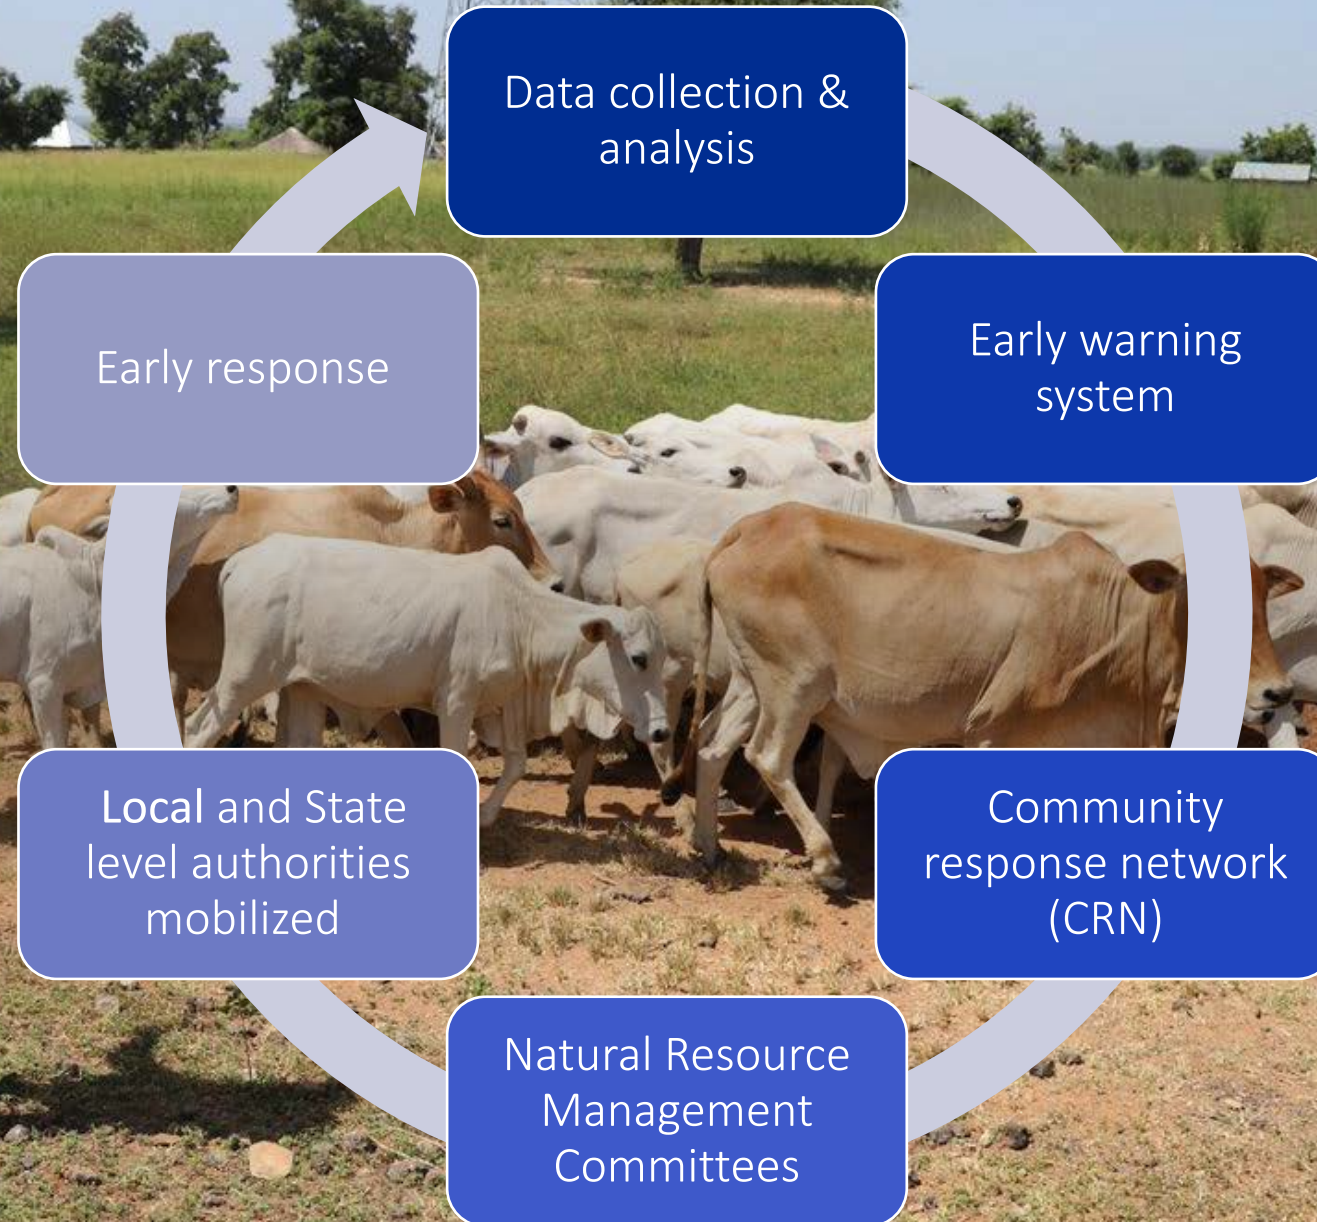 Data collection &
analysis
Early warning
system
Community
response network
(CRN)
Natural Resource
Management
Committees
Local and State
level authorities
mobilized
Early response